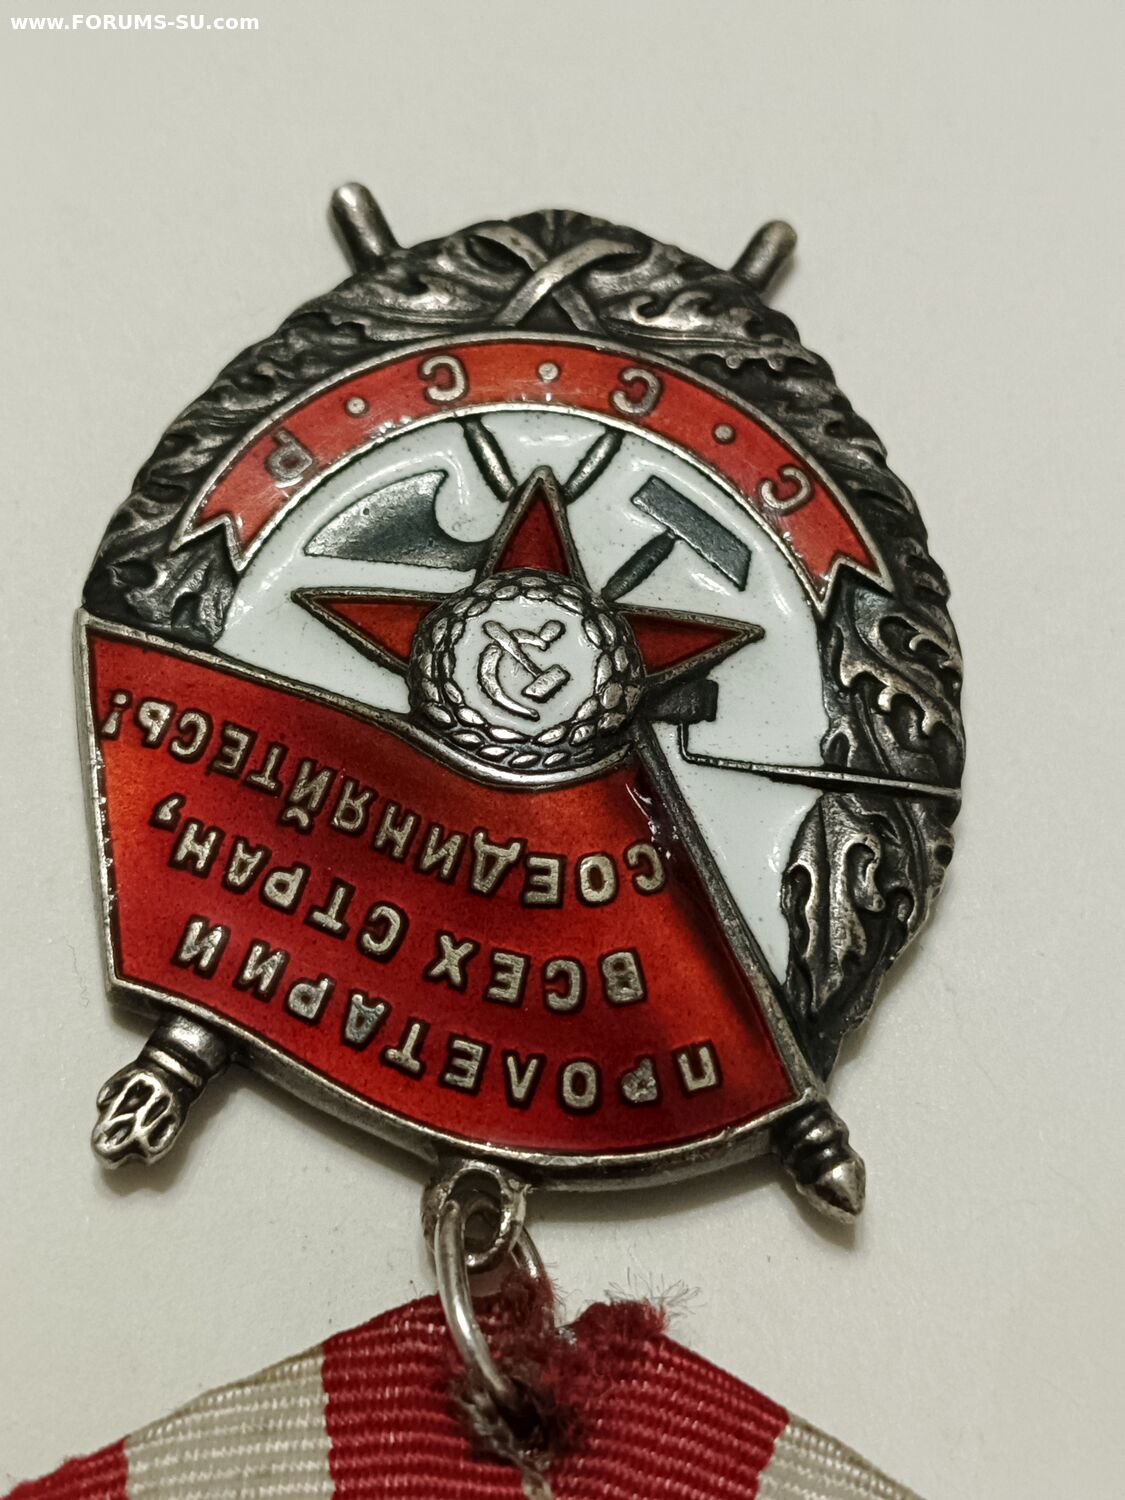 www.FORUMS-SU.com
ПРОЛЕТАРИИ
ВСЕХ СТРАН,
СОЕДИНЯЙТЕСЬ!
С·С·С·Р